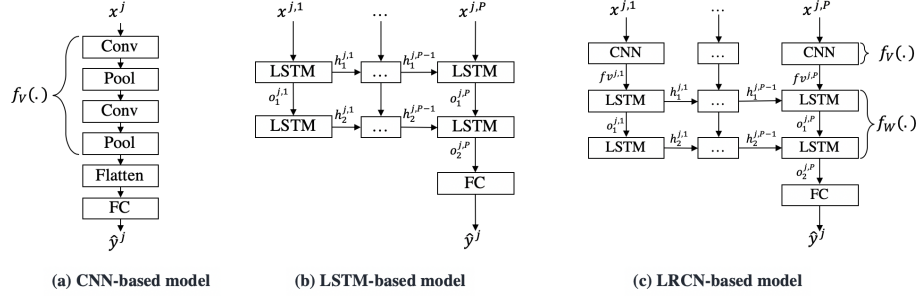 x^j
Conv
Pool
Conv
Pool
Flatten
FC
ŷ^j
f_V(.)
(a) CNN-based model
x^{j,1} ... x^{j,P}
LSTM h_1^{j,1} ... h_1^{j,P-1} LSTM
o_1^{j,1} o_1^{j,P}
LSTM h_2^{j,1} ... h_2^{j,P-1} LSTM
o_2^{j,P}
FC
ŷ^j
(b) LSTM-based model
x^{j,1} ... x^{j,P}
CNN ... CNN f_V(.)
fv^{j,1} fv^{j,P}
LSTM h_1^{j,1} ... h_1^{j,P-1} LSTM
o_1^{j,1} o_1^{j,P} f_W(.)
LSTM h_2^{j,1} ... h_2^{j,P-1} LSTM
o_2^{j,P}
FC
ŷ^j
(c) LRCN-based model